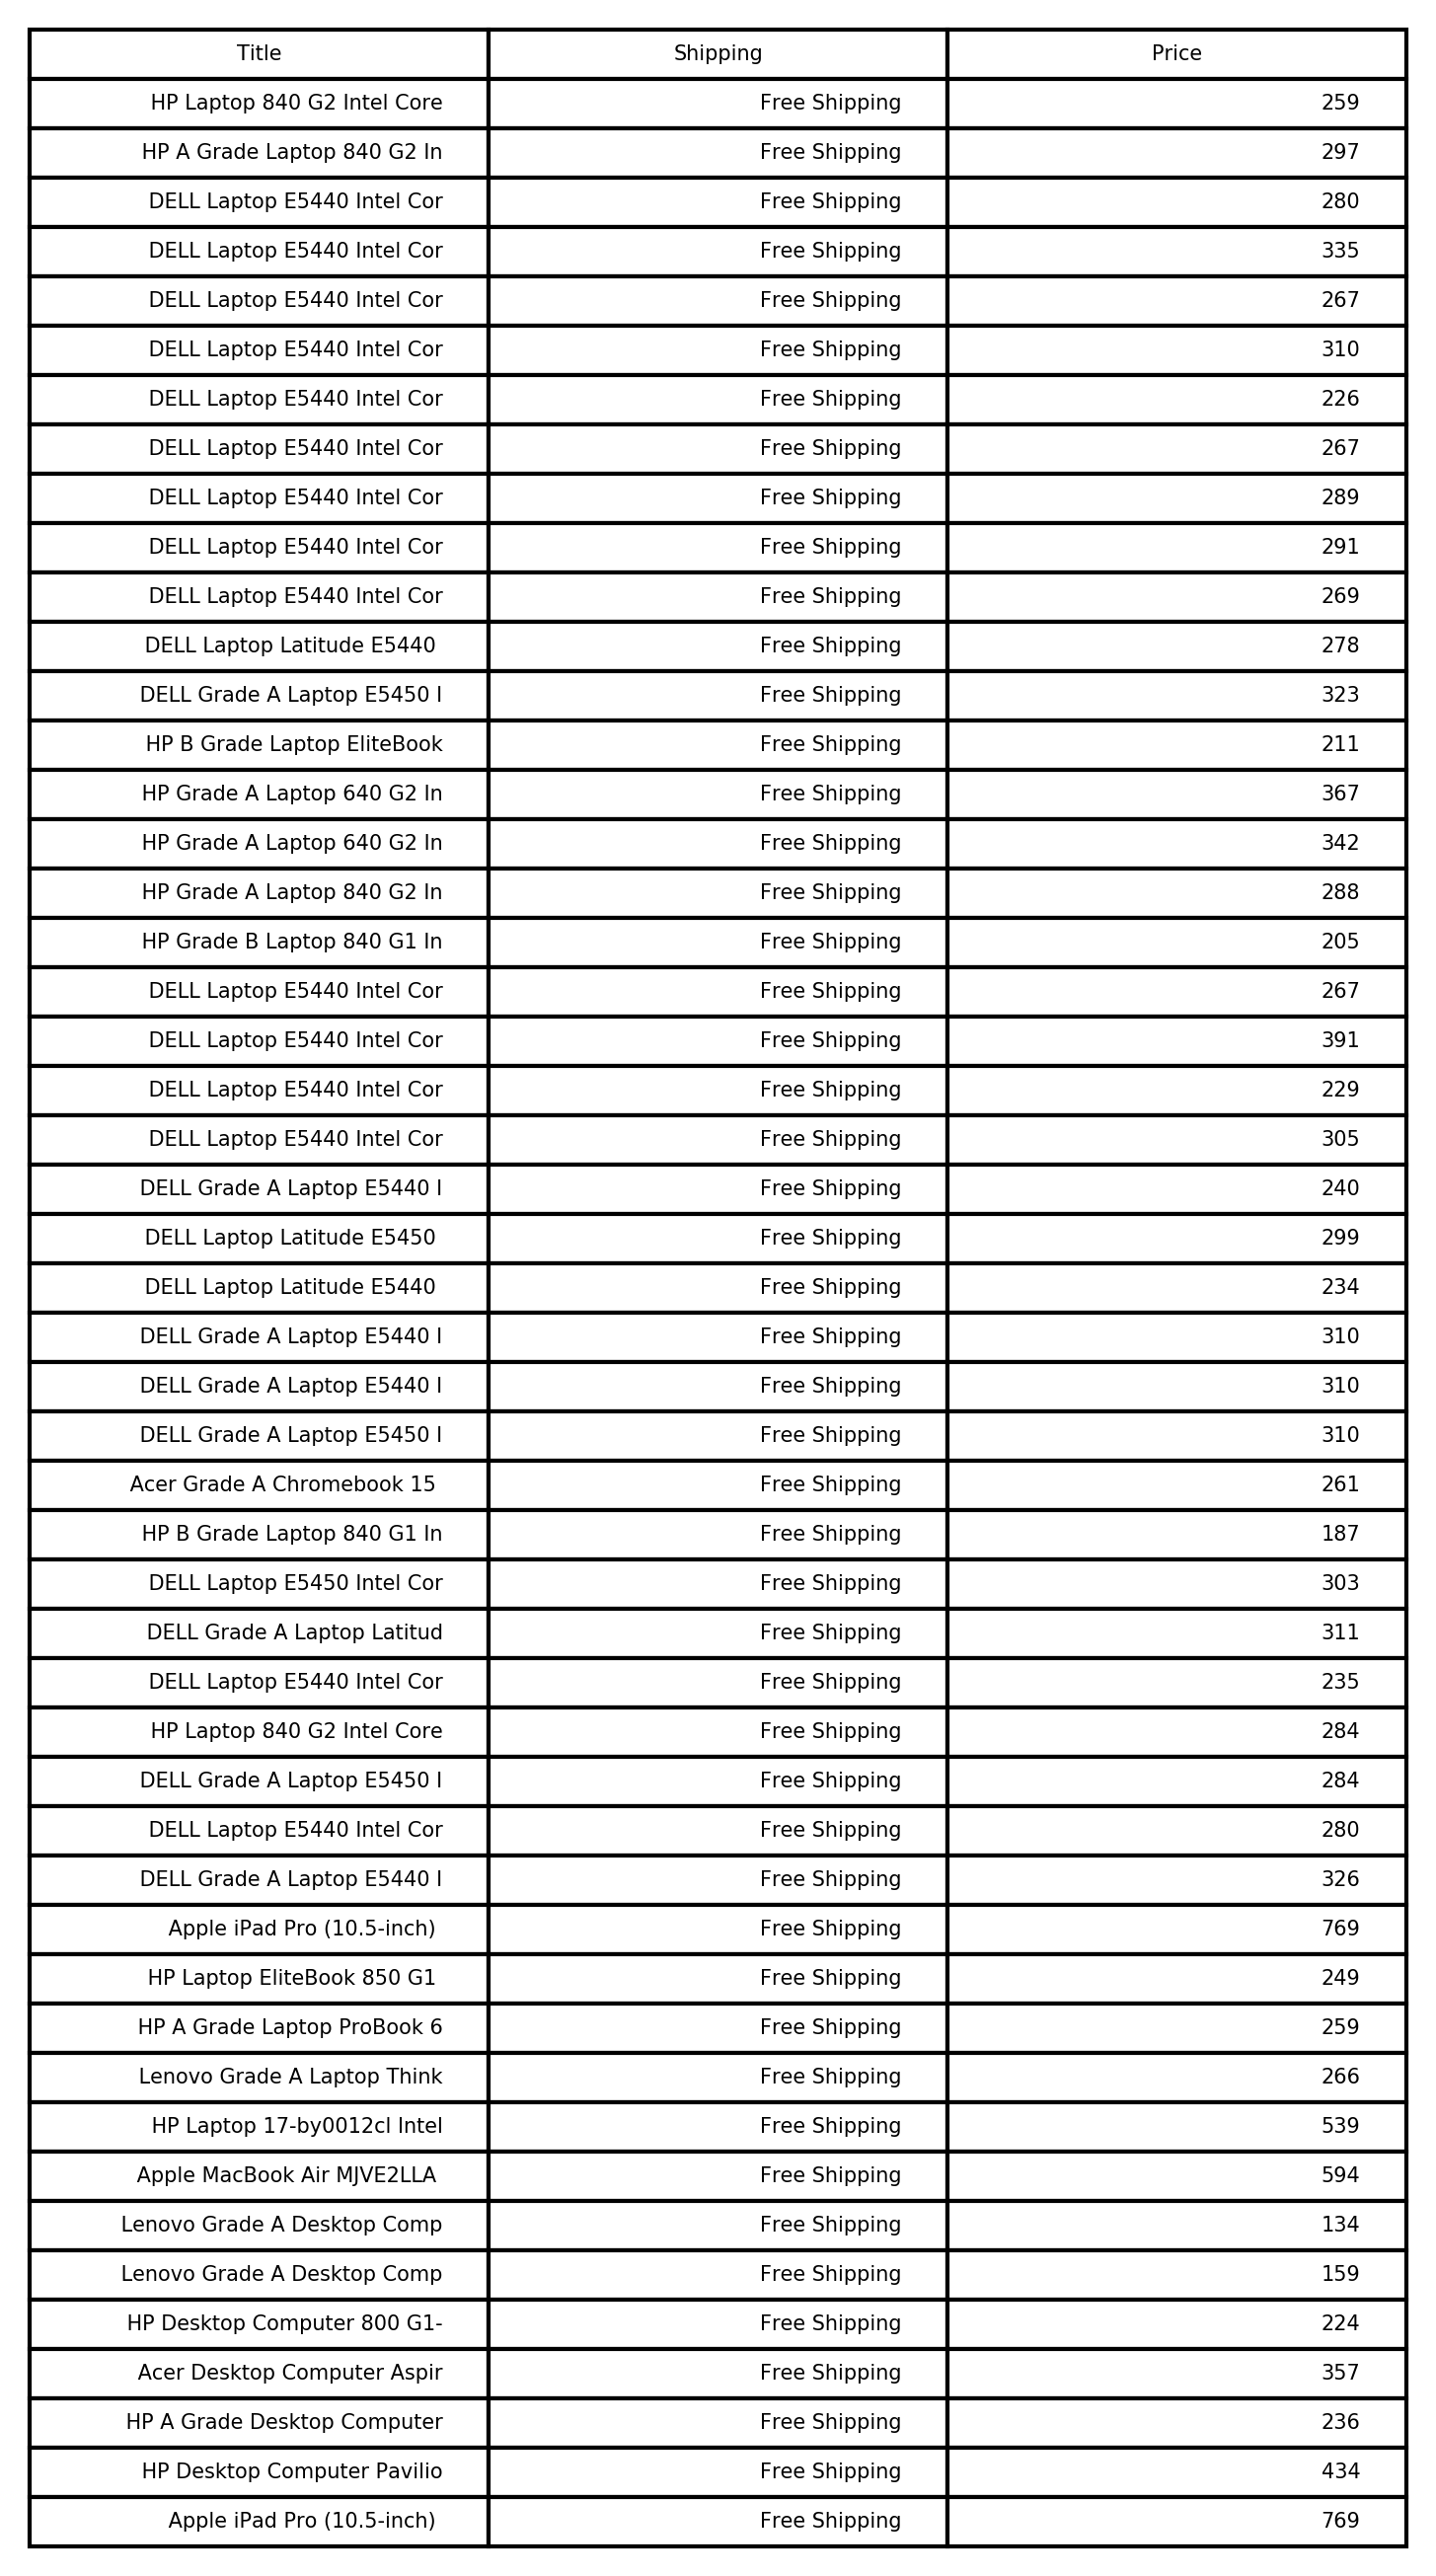 Title Shipping Price
HP Laptop 840 G2 Intel Core Free Shipping 259
HP A Grade Laptop 840 G2 In Free Shipping 297
DELL Laptop E5440 Intel Cor Free Shipping 280
DELL Laptop E5440 Intel Cor Free Shipping 335
DELL Laptop E5440 Intel Cor Free Shipping 267
DELL Laptop E5440 Intel Cor Free Shipping 310
DELL Laptop E5440 Intel Cor Free Shipping 226
DELL Laptop E5440 Intel Cor Free Shipping 267
DELL Laptop E5440 Intel Cor Free Shipping 289
DELL Laptop E5440 Intel Cor Free Shipping 291
DELL Laptop E5440 Intel Cor Free Shipping 269
DELL Laptop Latitude E5440 Free Shipping 278
DELL Grade A Laptop E5450 I Free Shipping 323
HP B Grade Laptop EliteBook Free Shipping 211
HP Grade A Laptop 640 G2 In Free Shipping 367
HP Grade A Laptop 640 G2 In Free Shipping 342
HP Grade A Laptop 840 G2 In Free Shipping 288
HP Grade B Laptop 840 G1 In Free Shipping 205
DELL Laptop E5440 Intel Cor Free Shipping 267
DELL Laptop E5440 Intel Cor Free Shipping 391
DELL Laptop E5440 Intel Cor Free Shipping 229
DELL Laptop E5440 Intel Cor Free Shipping 305
DELL Grade A Laptop E5440 I Free Shipping 240
DELL Laptop Latitude E5450 Free Shipping 299
DELL Laptop Latitude E5440 Free Shipping 234
DELL Grade A Laptop E5440 I Free Shipping 310
DELL Grade A Laptop E5440 I Free Shipping 310
DELL Grade A Laptop E5450 I Free Shipping 310
Acer Grade A Chromebook 15 Free Shipping 261
HP B Grade Laptop 840 G1 In Free Shipping 187
DELL Laptop E5450 Intel Cor Free Shipping 303
DELL Grade A Laptop Latitud Free Shipping 311
DELL Laptop E5440 Intel Cor Free Shipping 235
HP Laptop 840 G2 Intel Core Free Shipping 284
DELL Grade A Laptop E5450 I Free Shipping 284
DELL Laptop E5440 Intel Cor Free Shipping 280
DELL Grade A Laptop E5440 I Free Shipping 326
Apple iPad Pro (10.5-inch) Free Shipping 769
HP Laptop EliteBook 850 G1 Free Shipping 249
HP A Grade Laptop ProBook 6 Free Shipping 259
Lenovo Grade A Laptop Think Free Shipping 266
HP Laptop 17-by0012cl Intel Free Shipping 539
Apple MacBook Air MJVE2LLA Free Shipping 594
Lenovo Grade A Desktop Comp Free Shipping 134
Lenovo Grade A Desktop Comp Free Shipping 159
HP Desktop Computer 800 G1- Free Shipping 224
Acer Desktop Computer Aspir Free Shipping 357
HP A Grade Desktop Computer Free Shipping 236
HP Desktop Computer Pavilio Free Shipping 434
Apple iPad Pro (10.5-inch) Free Shipping 769